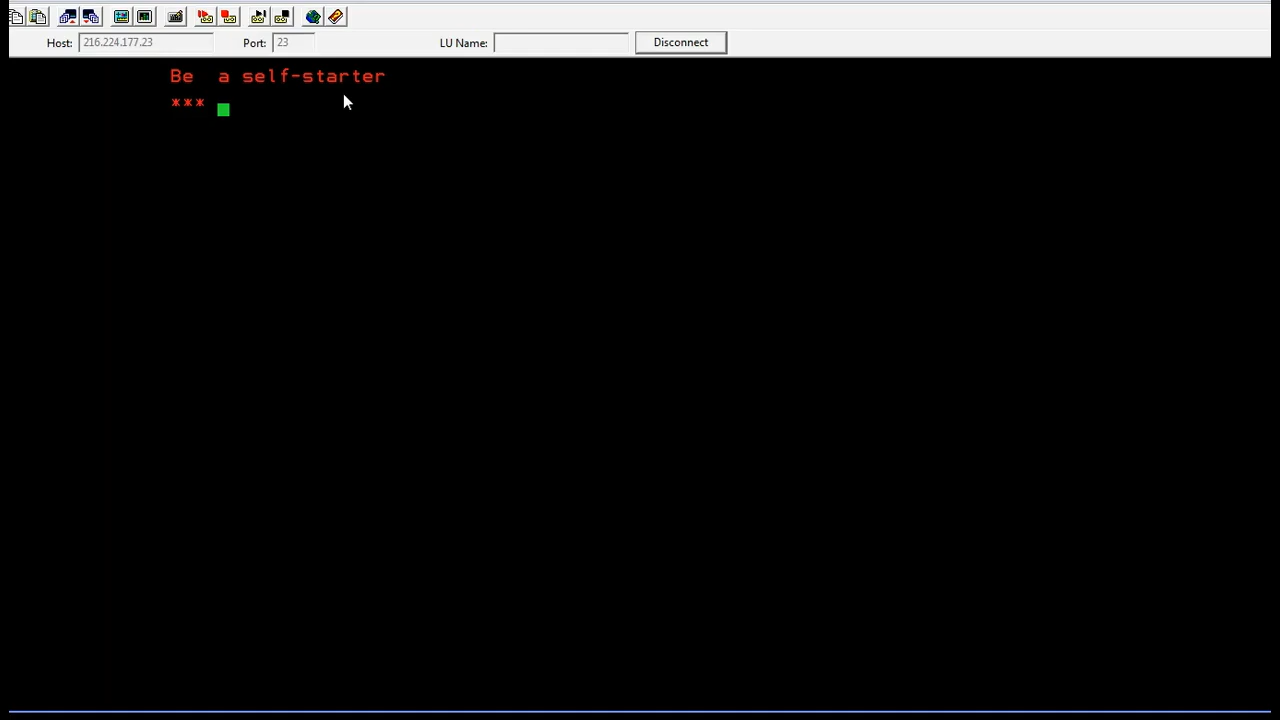 Host: 216.224.177.23 Port: 23 LU Name: Disconnect
Be  a self-starter
***